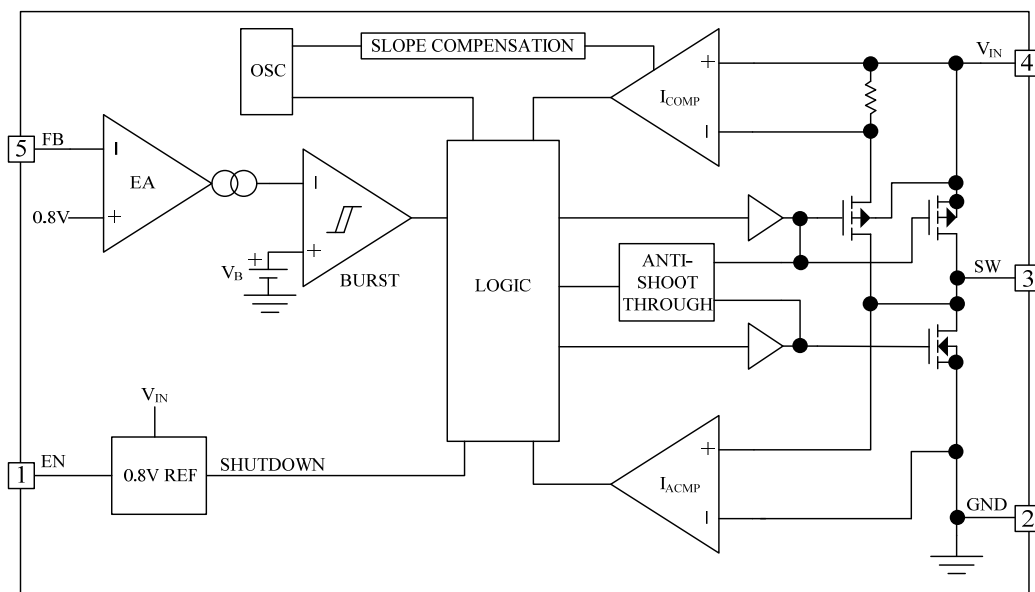 OSC
SLOPE COMPENSATION
+
I_COMP
−
V_IN
4
5
FB
−
EA
0.8V
+
−
+
+
V_B
BURST
LOGIC
ANTI-
SHOOT
THROUGH
SW
3
V_IN
1
EN
0.8V REF
SHUTDOWN
+
I_ACMP
−
GND
2